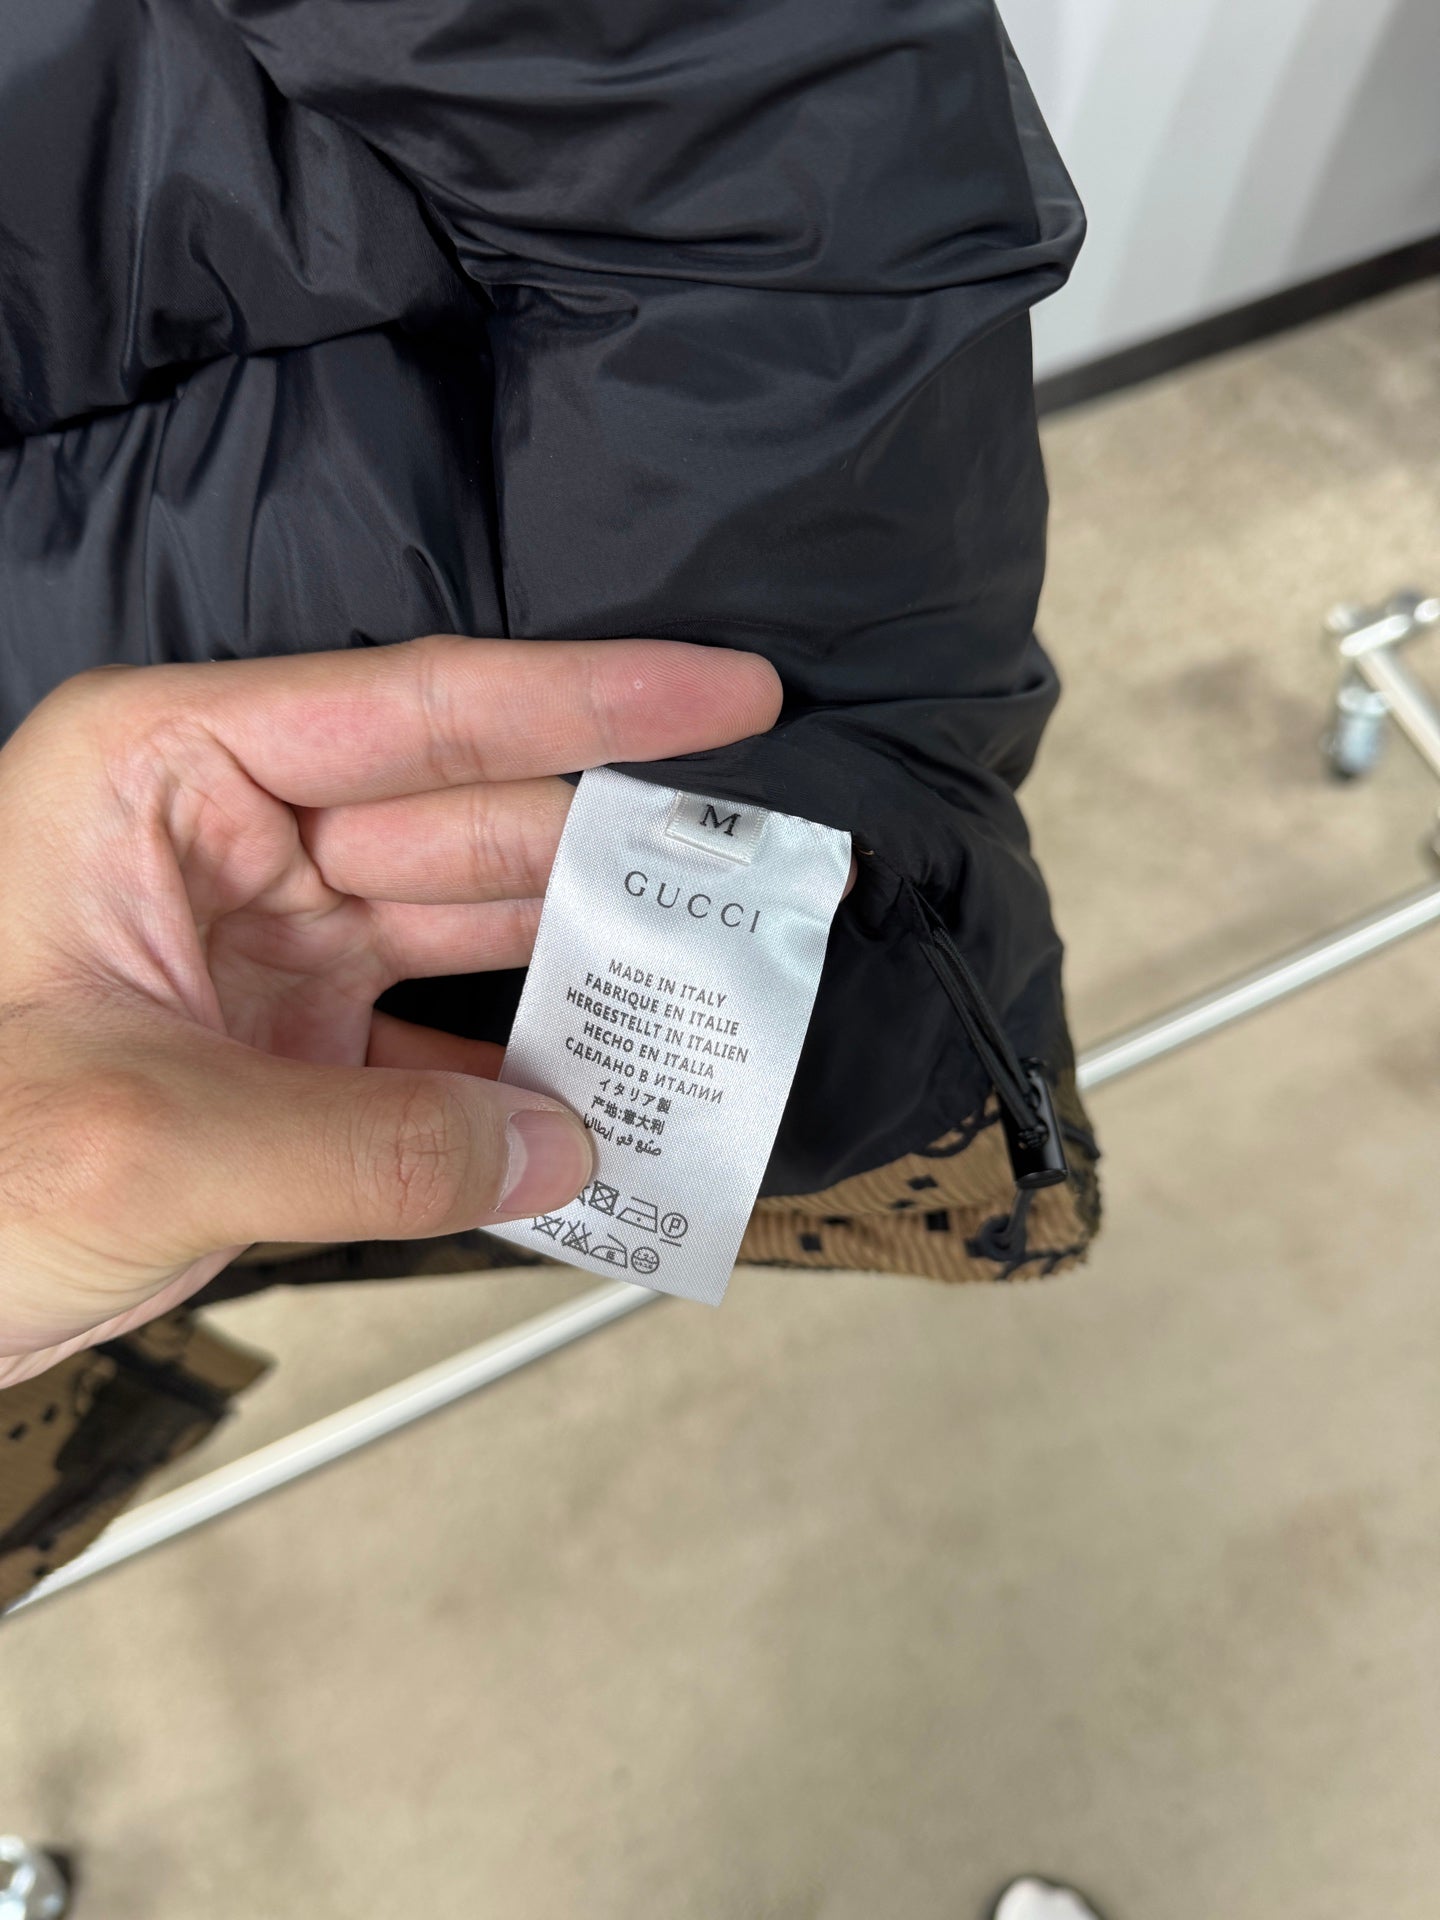 M
GUCCI
MADE IN ITALY
FABRIQUE EN ITALIE
HERGESTELLT IN ITALIEN
HECHO EN ITALIA
СДЕЛАНО В ИТАЛИИ
イタリア製
产地:意大利
صنع في إيطاليا
P